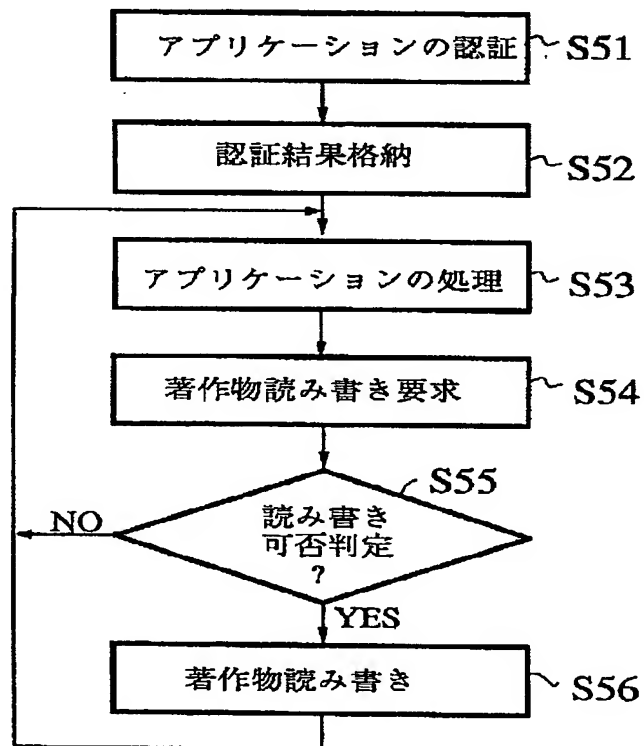 アプリケーションの認証 S51
認証結果格納 S52
アプリケーションの処理 S53
著作物読み書き要求 S54
S55
読み書き
NO 可否判定
?
YES
著作物読み書き S56